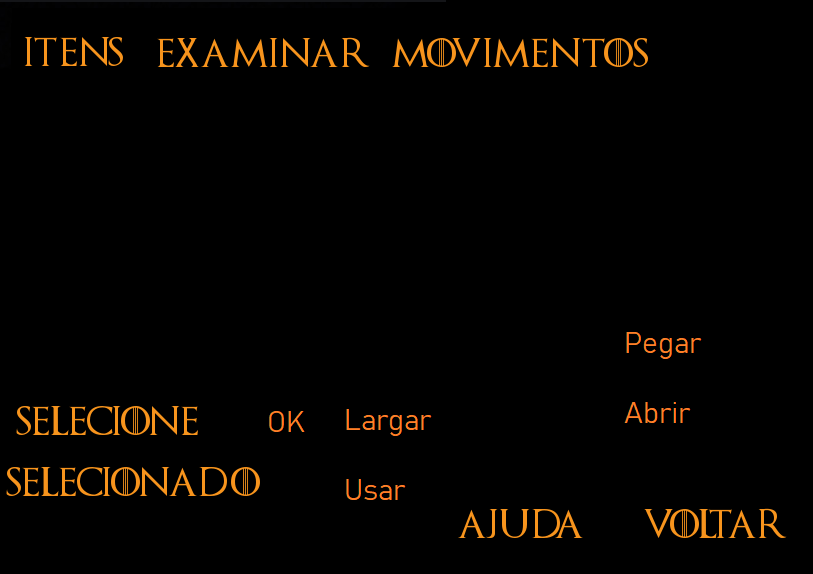 ITENS EXAMINAR MOVIMENTOS
Pegar
SELECIONE OK Largar Abrir
SELECIONADO Usar
AJUDA VOLTAR